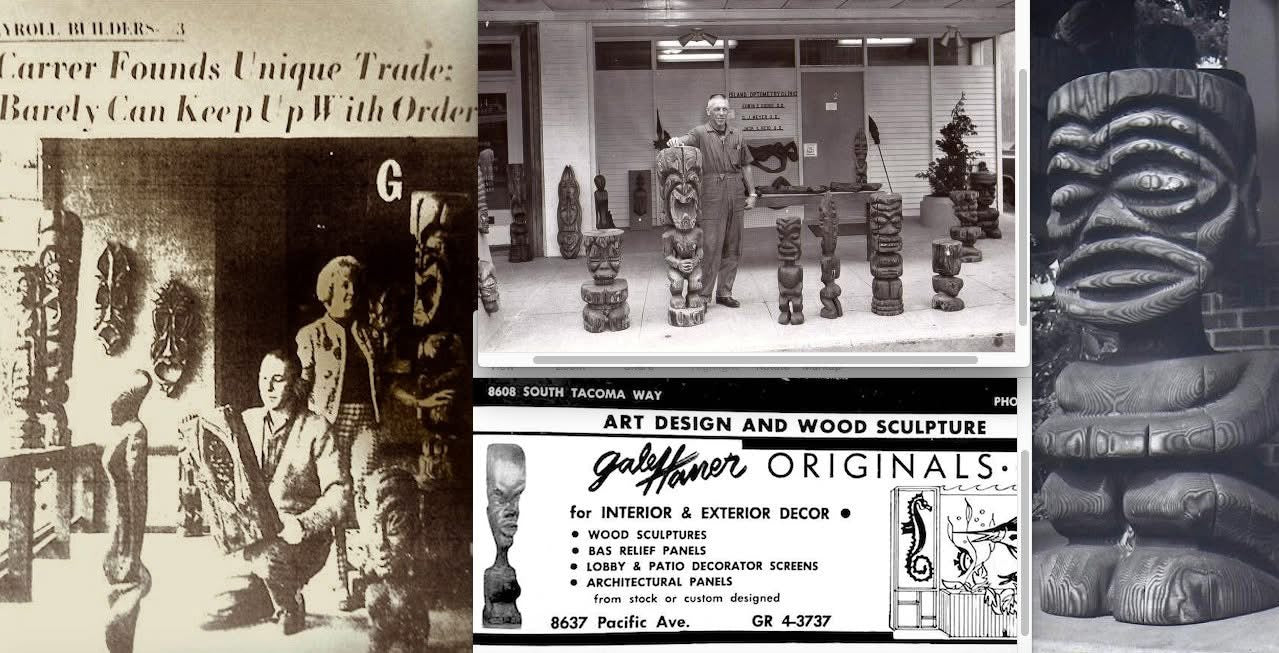 YROLL BUILDERS- 3
Carver Founds Unique Trade:
Barely Can Keep Up With Order
G
ISLAND OPTOMETRY CLINIC
8608 SOUTH TACOMA WAY
PHO
ART DESIGN AND WOOD SCULPTURE
Gale Haner ORIGINALS •
for INTERIOR & EXTERIOR DECOR ●
● WOOD SCULPTURES
● BAS RELIEF PANELS
● LOBBY & PATIO DECORATOR SCREENS
● ARCHITECTURAL PANELS
from stock or custom designed
8637 Pacific Ave. GR 4-3737